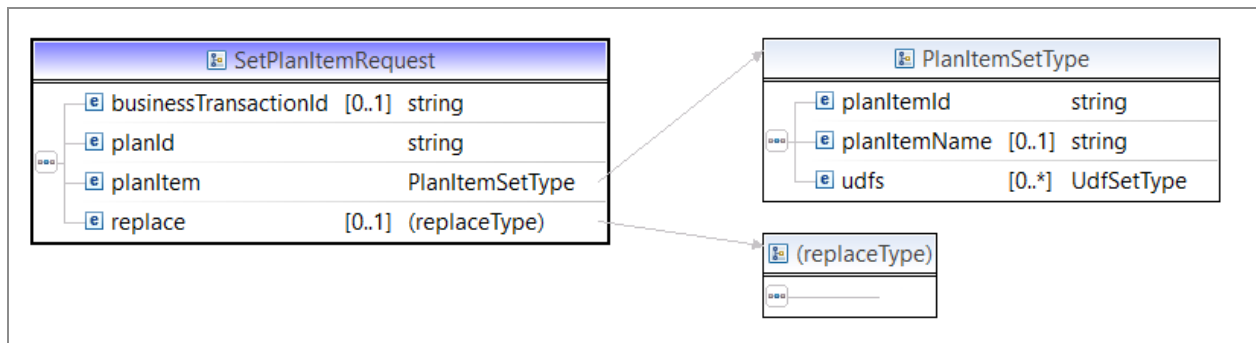 SetPlanItemRequest
businessTransactionId [0..1] string
planId string
planItem PlanItemSetType
replace [0..1] (replaceType)
PlanItemSetType
planItemId string
planItemName [0..1] string
udfs [0..*] UdfSetType
(replaceType)